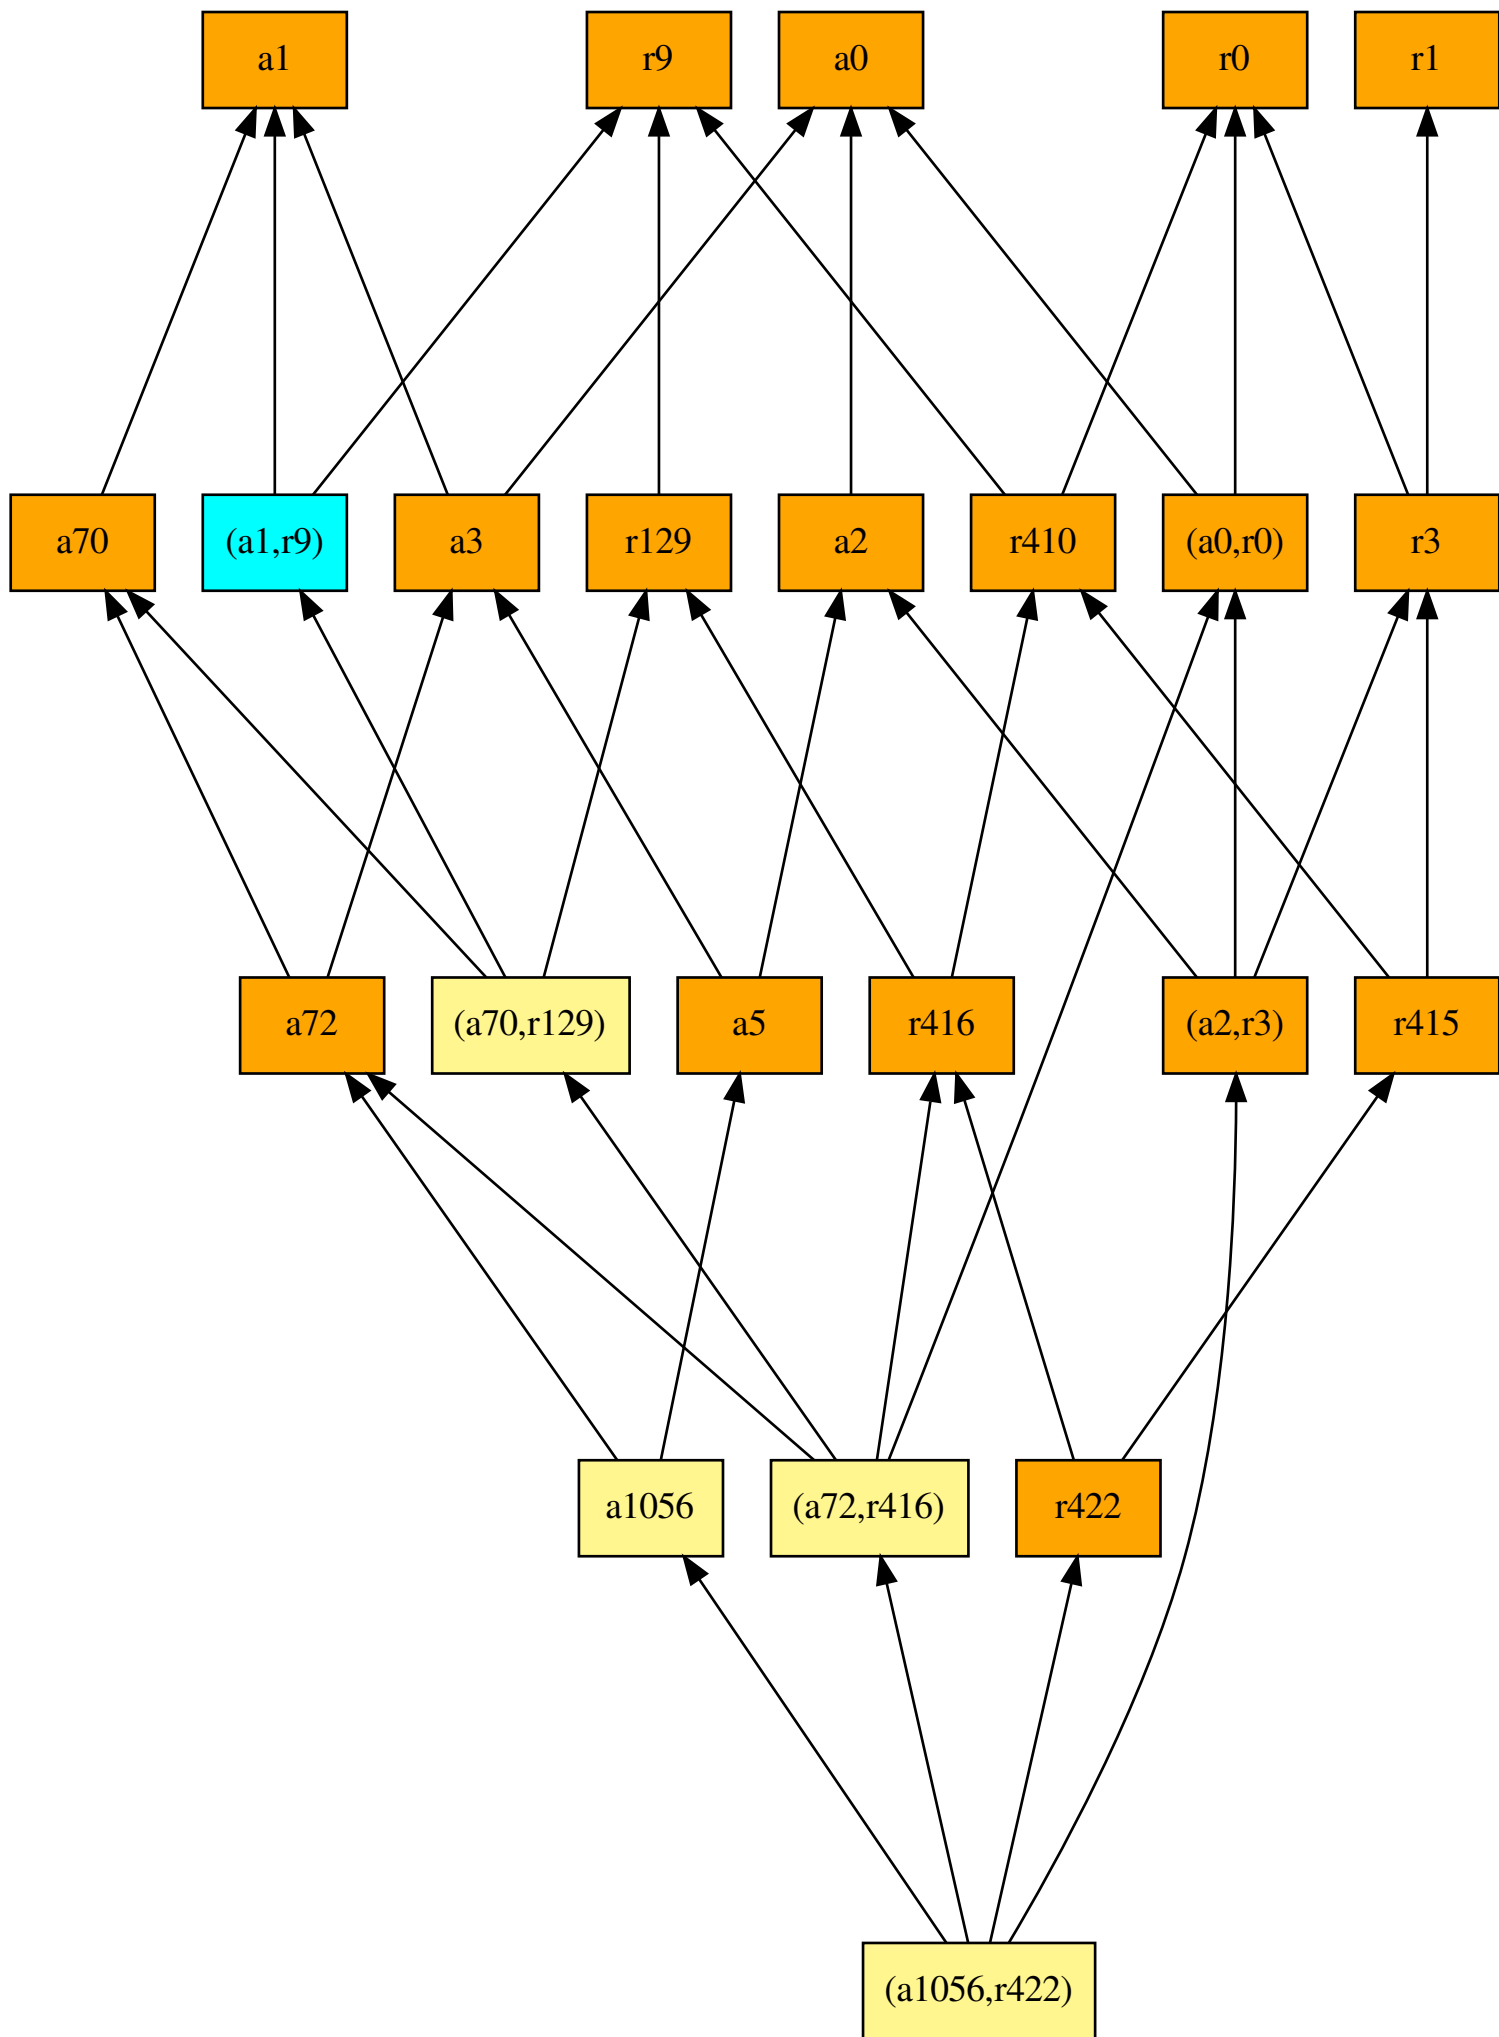 a1
r9
a0
r0
r1
a70
(a1,r9)
a3
r129
a2
r410
(a0,r0)
r3
a72
(a70,r129)
a5
r416
(a2,r3)
r415
a1056
(a72,r416)
r422
(a1056,r422)